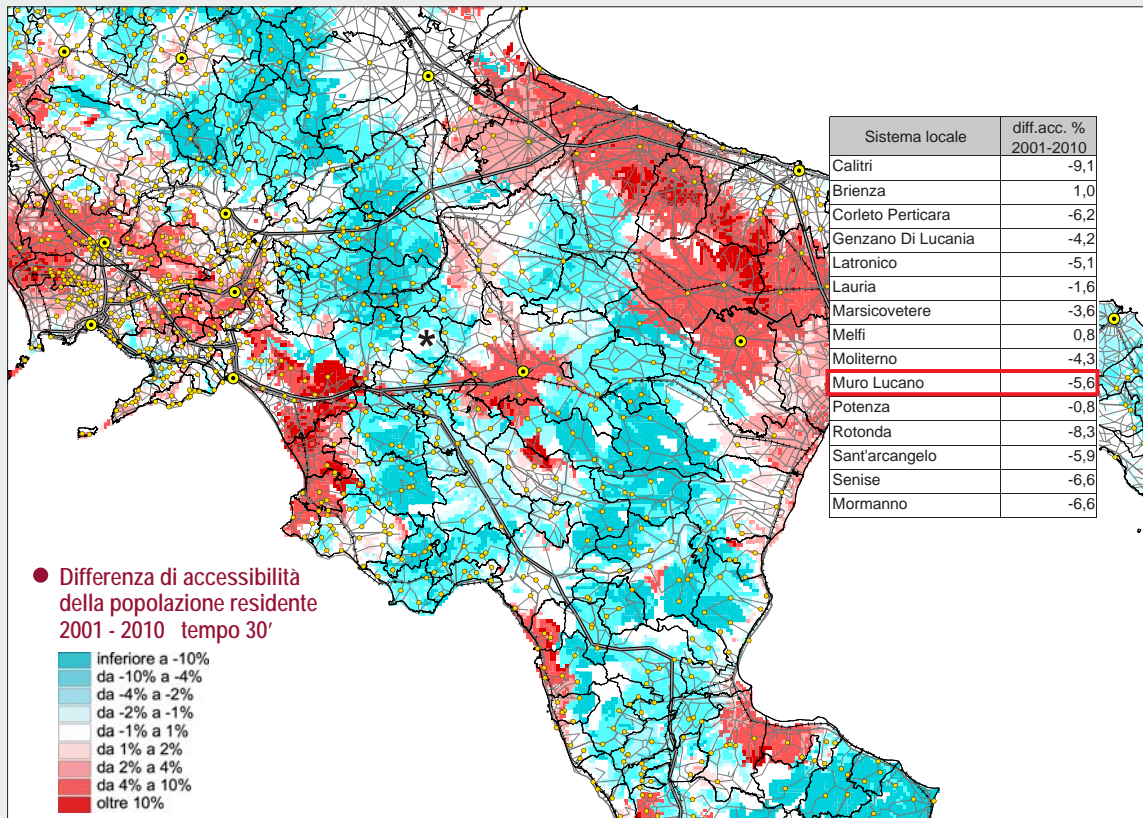 Sistema locale diff.acc. % 2001-2010
Calitri -9,1
Brienza 1,0
Corleto Perticara -6,2
Genzano Di Lucania -4,2
Latronico -5,1
Lauria -1,6
Marsicovetere -3,6
Melfi 0,8
Moliterno -4,3
Muro Lucano -5,6
Potenza -0,8
Rotonda -8,3
Sant'arcangelo -5,9
Senise -6,6
Mormanno -6,6
*
● Differenza di accessibilità
della popolazione residente
2001 - 2010 tempo 30'
inferiore a -10%
da -10% a -4%
da -4% a -2%
da -2% a -1%
da -1% a 1%
da 1% a 2%
da 2% a 4%
da 4% a 10%
oltre 10%